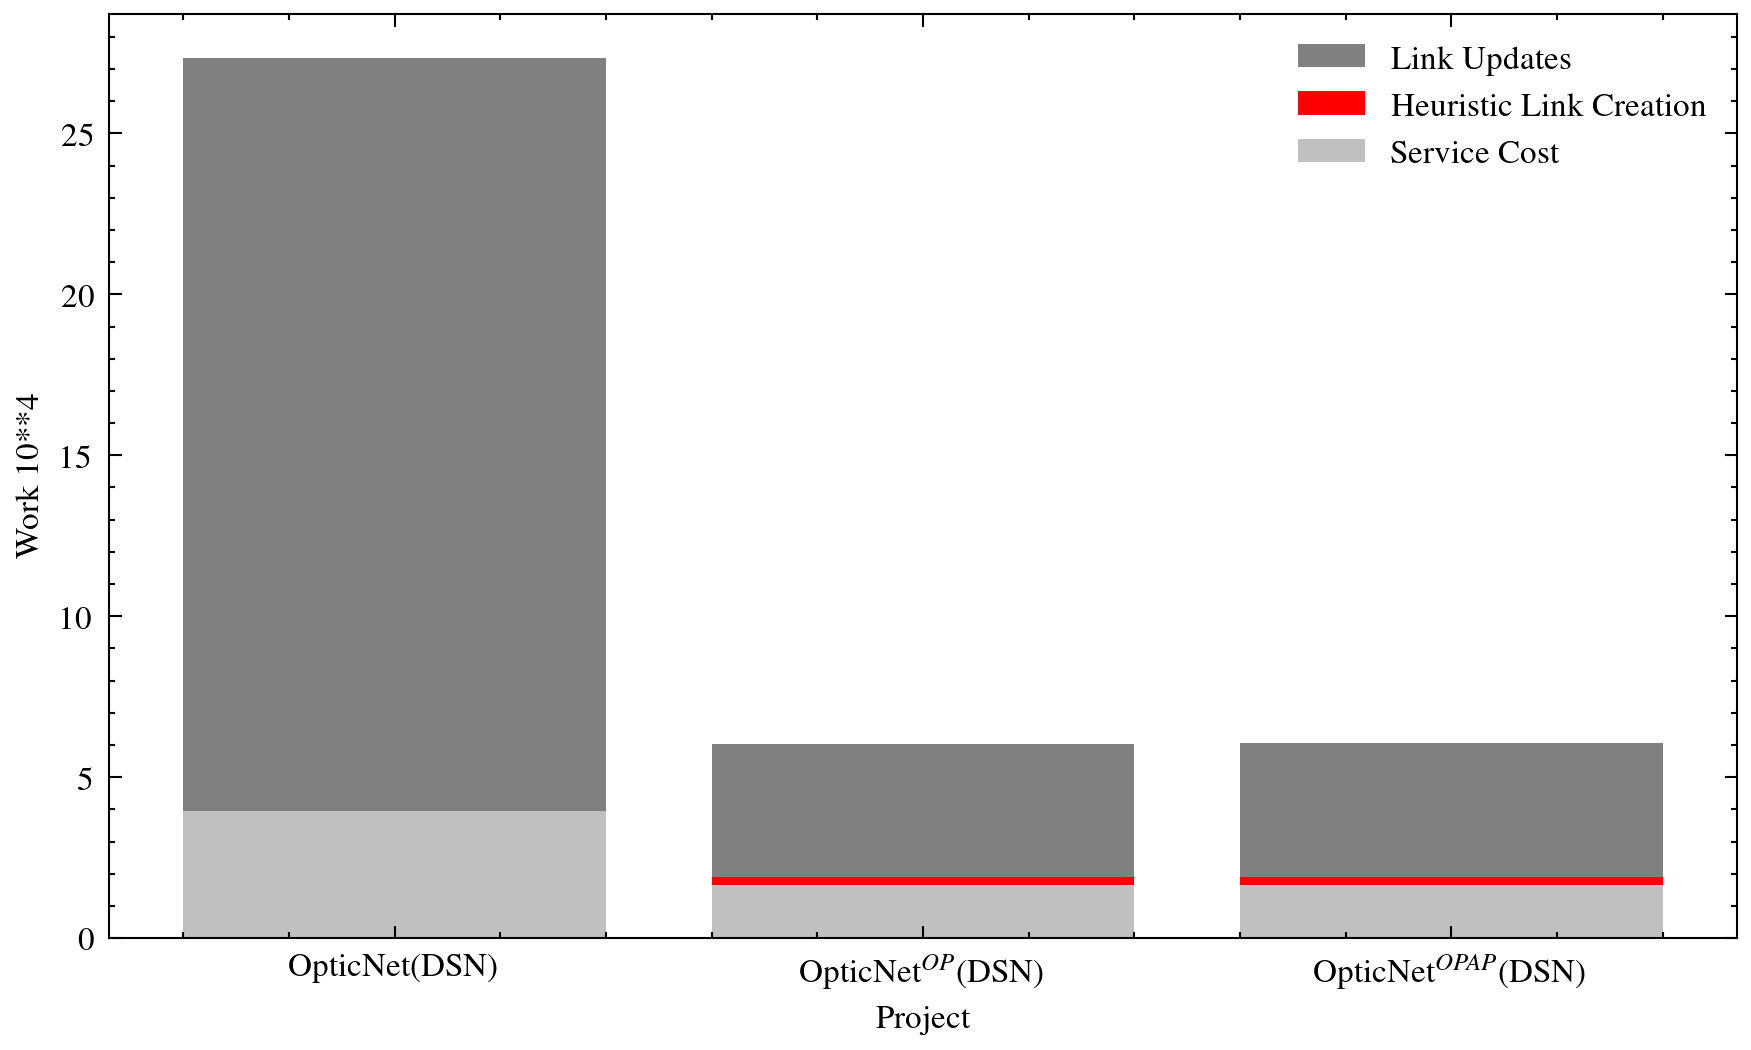 Link Updates
Heuristic Link Creation
Service Cost
25
20
15
10
5
0
Work 10**4
OpticNet(DSN) OpticNet^{OP}(DSN) OpticNet^{OPAP}(DSN)
Project